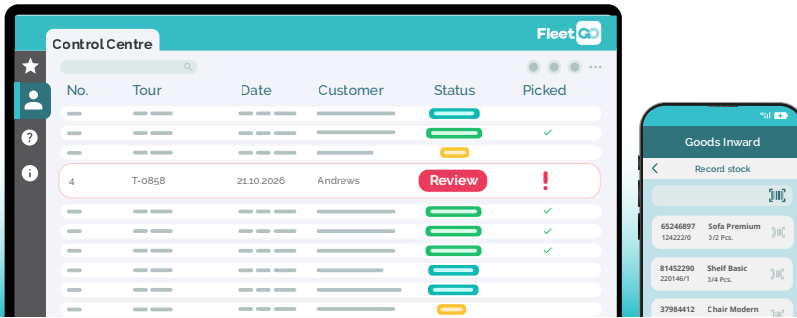 FleetGO
Control Centre
No. Tour Date Customer Status Picked
4 T-0858 21.10.2026 Andrews Review !
Goods Inward
Record stock
65246897 Sofa Premium
124222/0 3/2 Pcs.
81452290 Shelf Basic
220146/1 3/4 Pcs.
37984412 Chair Modern